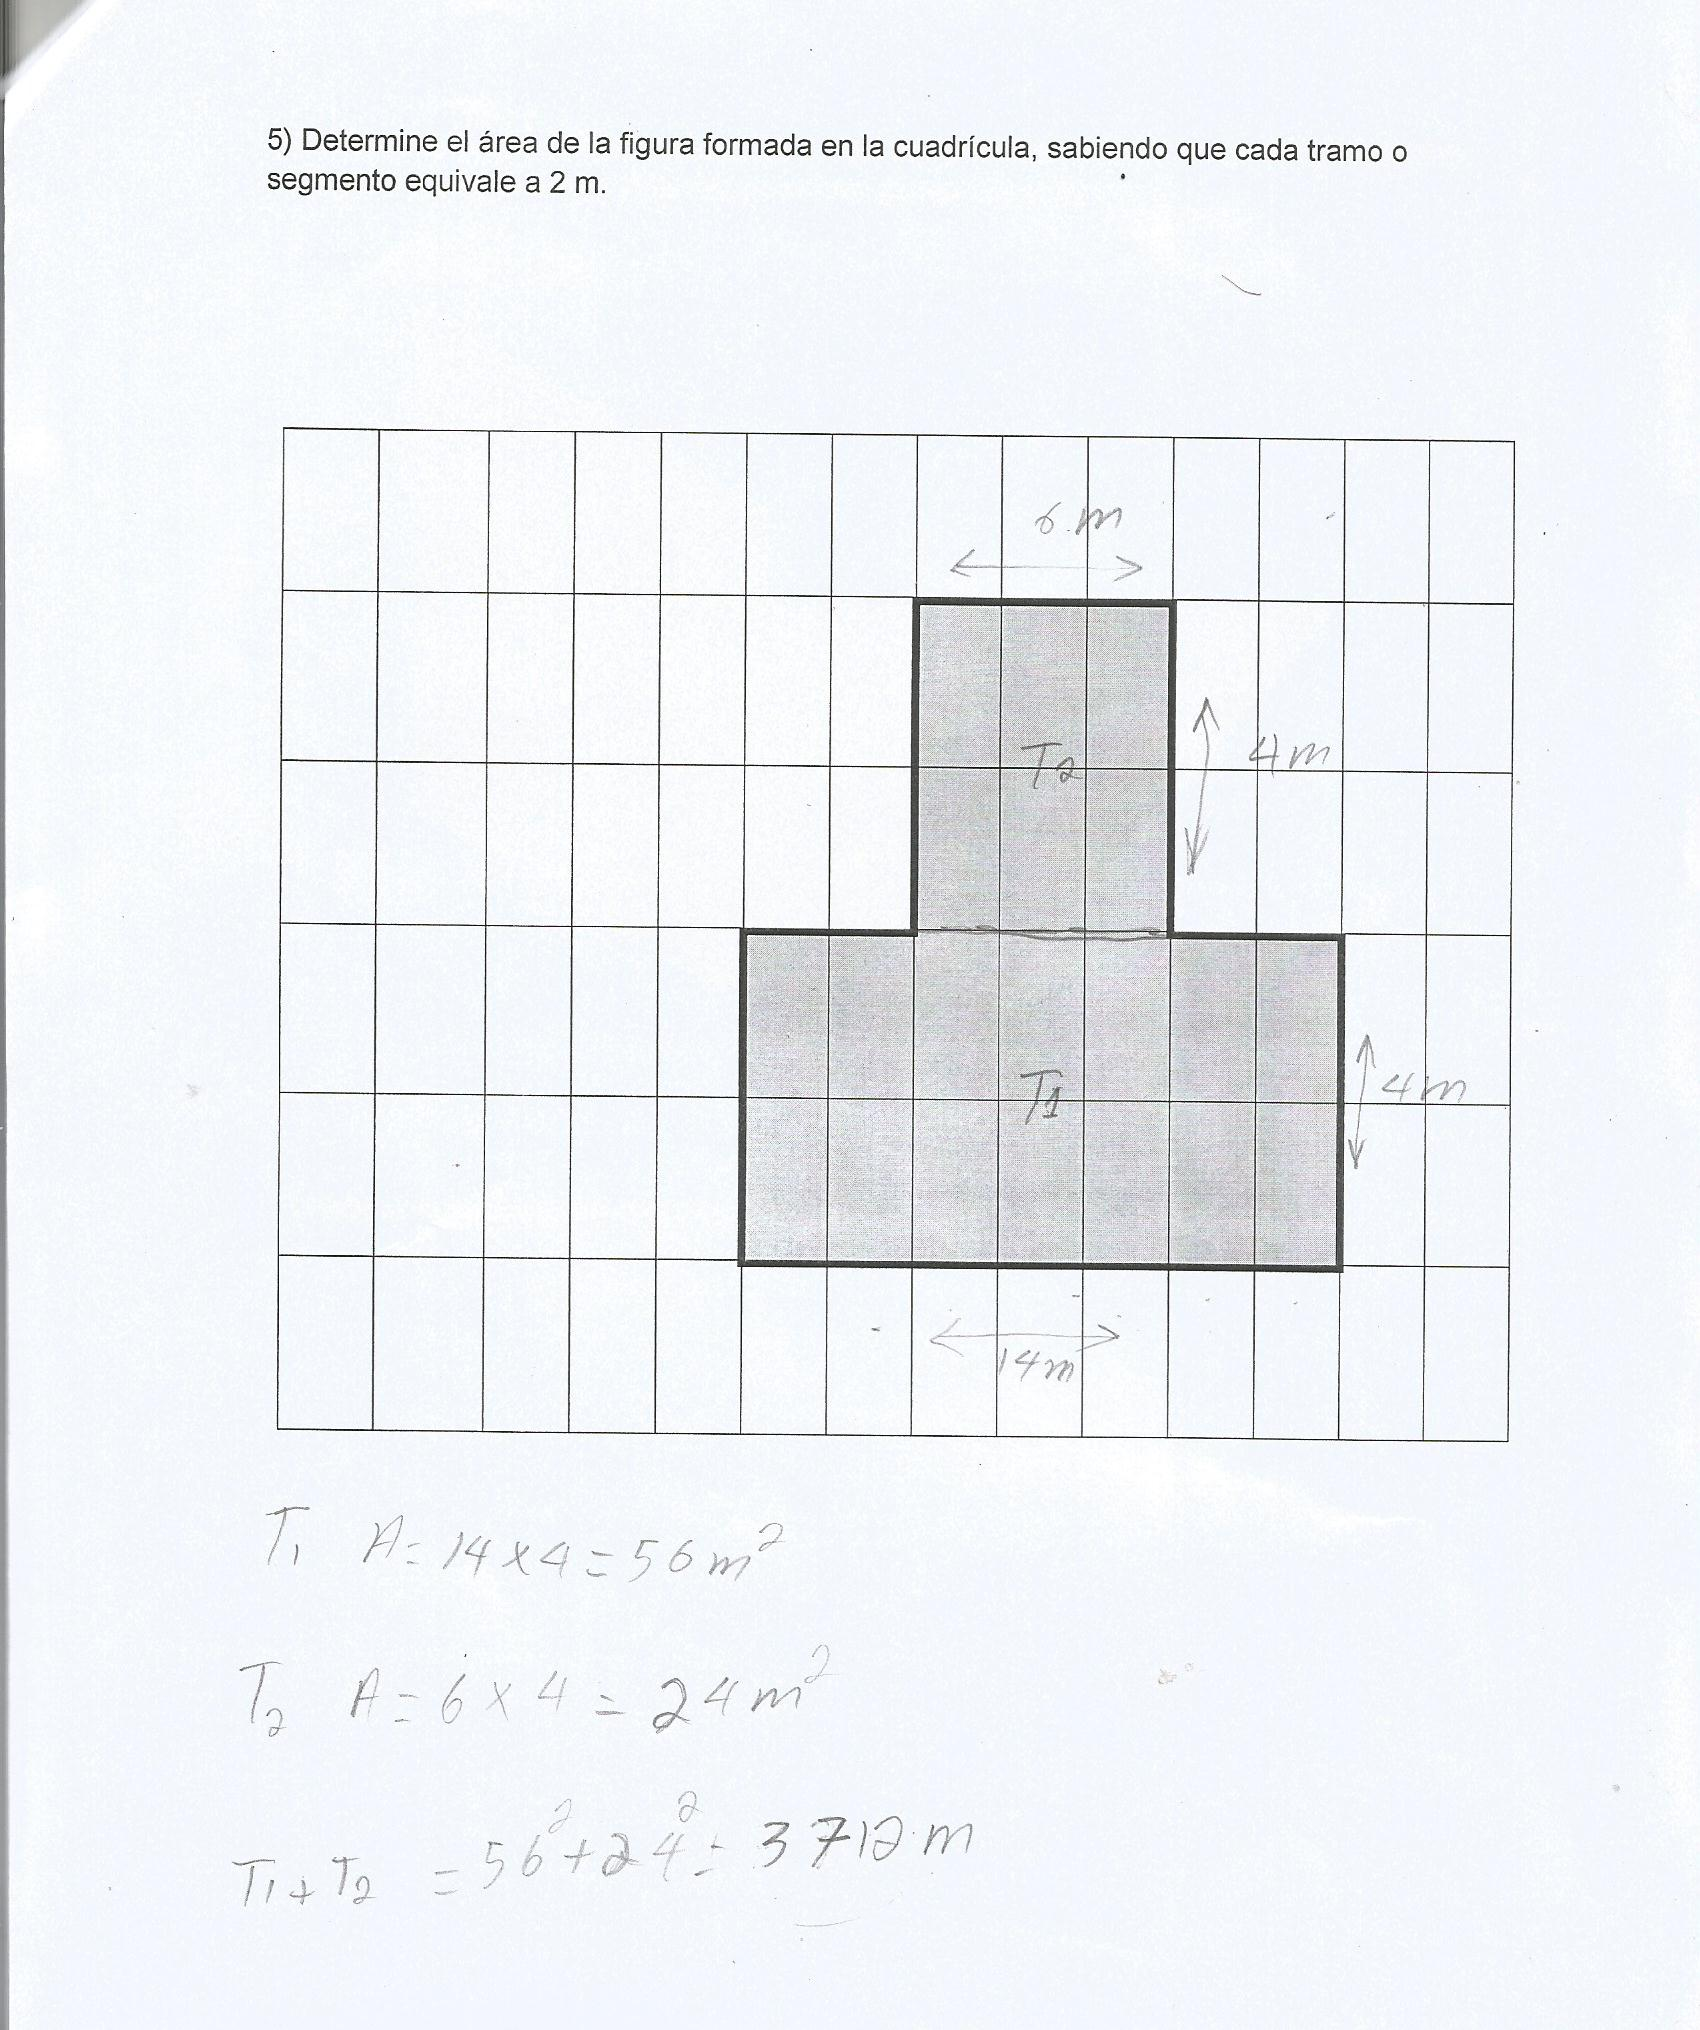 5) Determine el área de la figura formada en la cuadrícula, sabiendo que cada tramo o
segmento equivale a 2 m.
6 m
T2
4m
T1
4m
14m
T1 A= 14 x 4 = 56 m²
T2 A= 6 x 4 = 24 m²
T1 + T2 = 56² + 24² = 3712 m